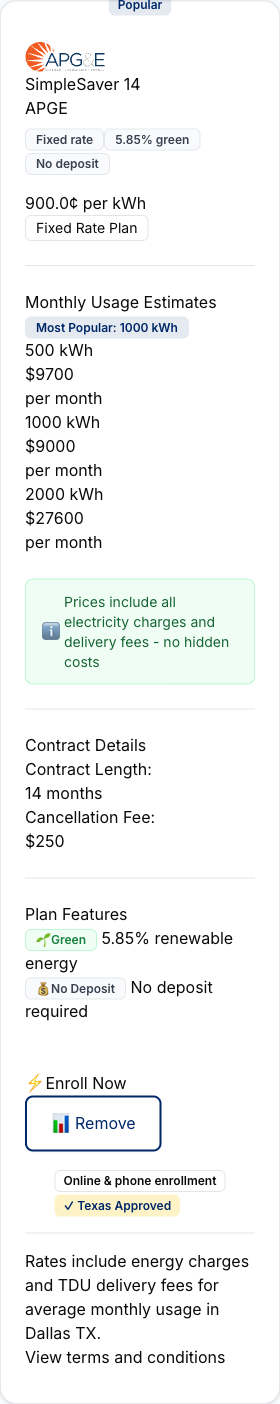 Popular
APG&E
SimpleSaver 14
APGE
Fixed rate
5.85% green
No deposit
900.0¢ per kWh
Fixed Rate Plan
Monthly Usage Estimates
Most Popular: 1000 kWh
500 kWh
$9700
per month
1000 kWh
$9000
per month
2000 kWh
$27600
per month
Prices include all
electricity charges and
delivery fees - no hidden
costs
Contract Details
Contract Length:
14 months
Cancellation Fee:
$250
Plan Features
🌱Green 5.85% renewable
energy
💰No Deposit No deposit
required
⚡Enroll Now
📊 Remove
Online & phone enrollment
✓ Texas Approved
Rates include energy charges
and TDU delivery fees for
average monthly usage in
Dallas TX.
View terms and conditions